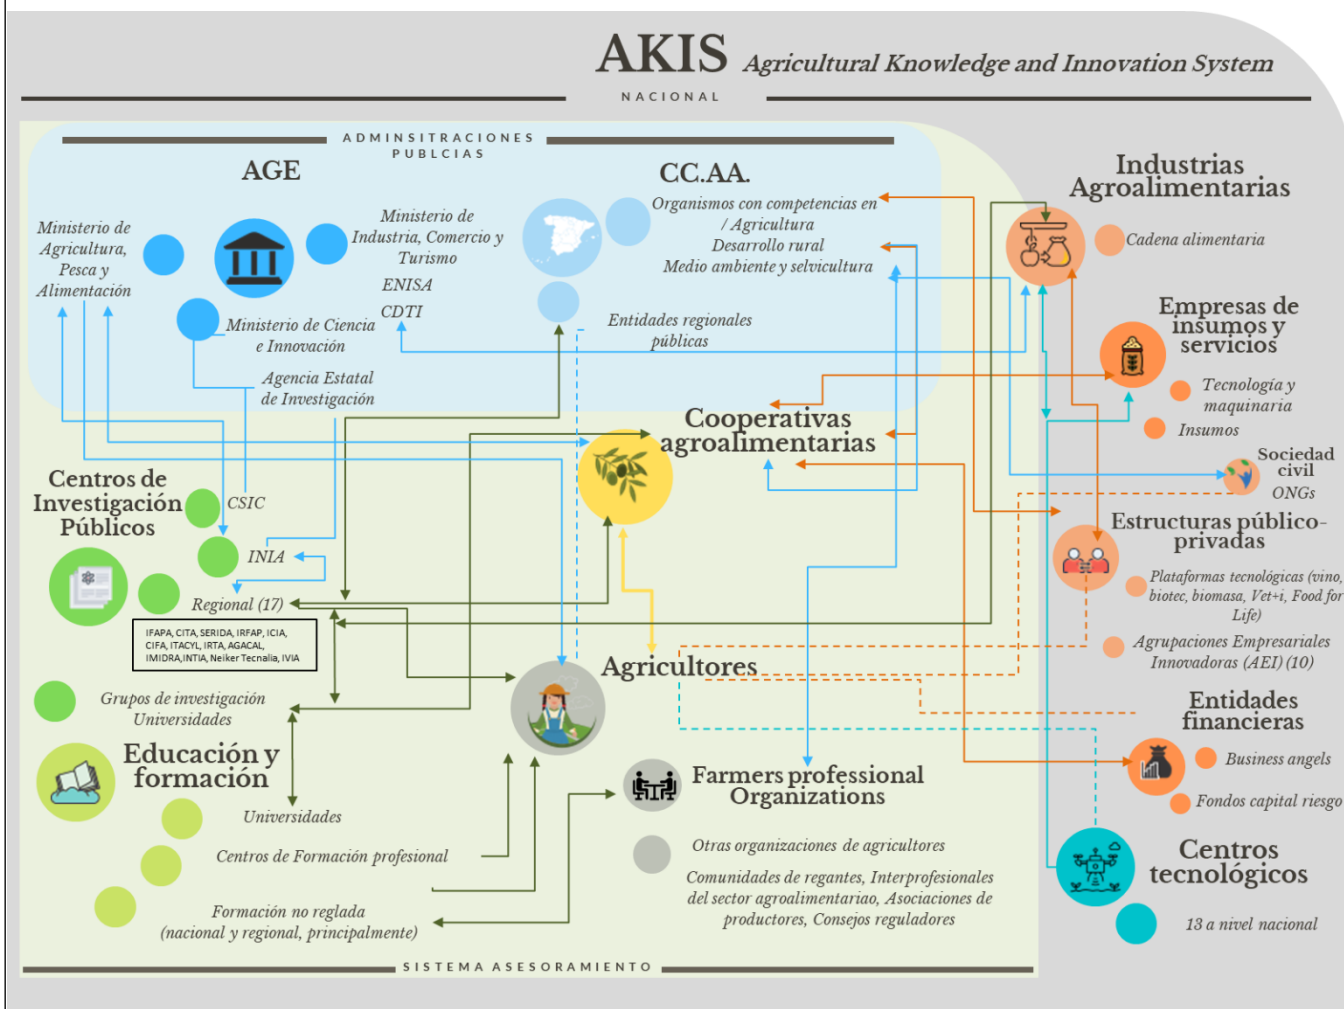 AKIS Agricultural Knowledge and Innovation System
NACIONAL
ADMINSITRACIONES
PUBLCIAS
AGE
Ministerio de
Agricultura,
Pesca y
Alimentación
Ministerio de
Industria, Comercio y
Turismo
ENISA
CDTI
Ministerio de Ciencia
e Innovación
Agencia Estatal
de Investigación
CC.AA.
Organismos con competencias en
/ Agricultura
Desarrollo rural
Medio ambiente y selvicultura
Entidades regionales
públicas
Cooperativas
agroalimentarias
Centros de
Investigación
Públicos
CSIC
INIA
Regional (17)
IFAPA, CITA, SERIDA, IRFAP, ICIA,
CIFA, ITACYL, IRTA, AGACAL,
IMIDRA,INTIA, Neiker Tecnalia, IVIA
Grupos de investigación
Universidades
Educación y
formación
Universidades
Centros de Formación profesional
Formación no reglada
(nacional y regional, principalmente)
Agricultores
Farmers professional
Organizations
Otras organizaciones de agricultores
Comunidades de regantes, Interprofesionales
del sector agroalimentariao, Asociaciones de
productores, Consejos reguladores
SISTEMA ASESORAMIENTO
Industrias
Agroalimentarias
Cadena alimentaria
Empresas de
insumos y
servicios
Tecnología y
maquinaria
Insumos
Sociedad
civil
ONGs
Estructuras público-
privadas
Plataformas tecnológicas (vino,
biotec, biomasa, Vet+i, Food for
Life)
Agrupaciones Empresariales
Innovadoras (AEI) (10)
Entidades
financieras
Business angels
Fondos capital riesgo
Centros
tecnológicos
13 a nivel nacional